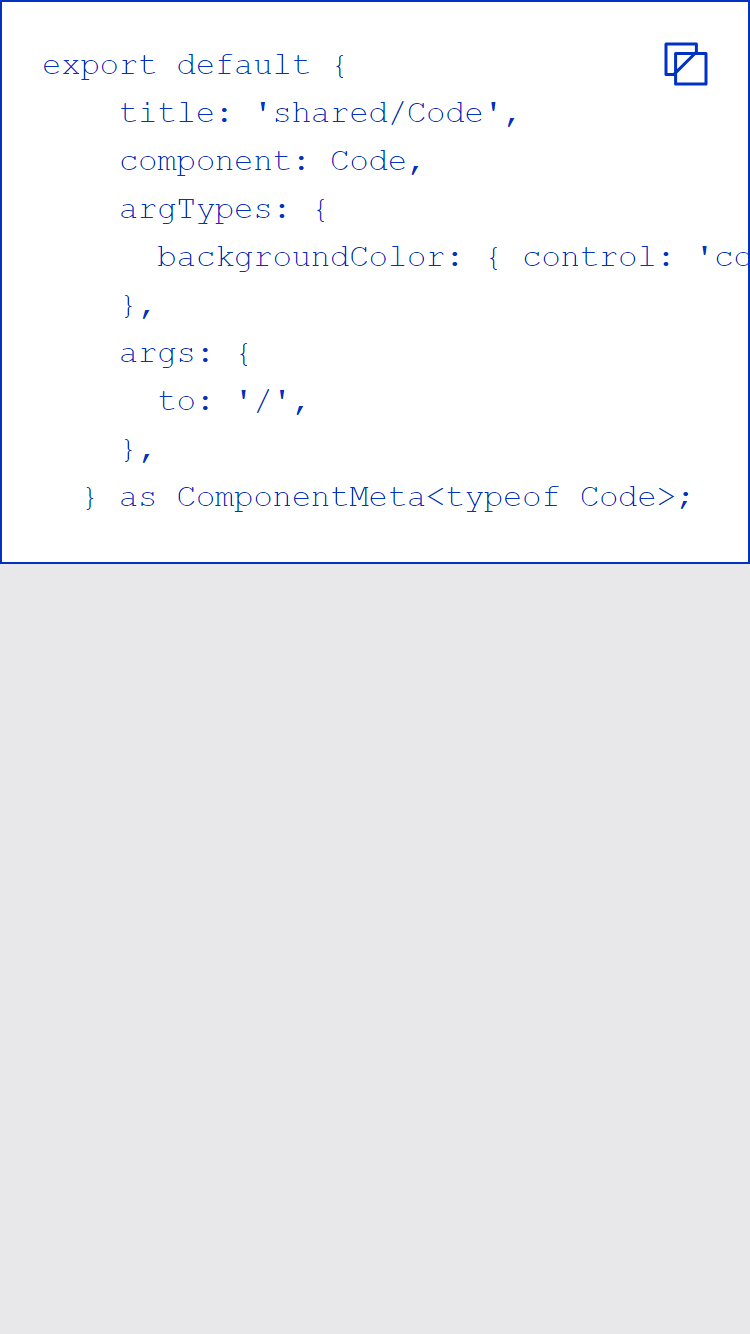 export default {
    title: 'shared/Code',
    component: Code,
    argTypes: {
      backgroundColor: { control: 'co
    },
    args: {
      to: '/',
    },
  } as ComponentMeta<typeof Code>;